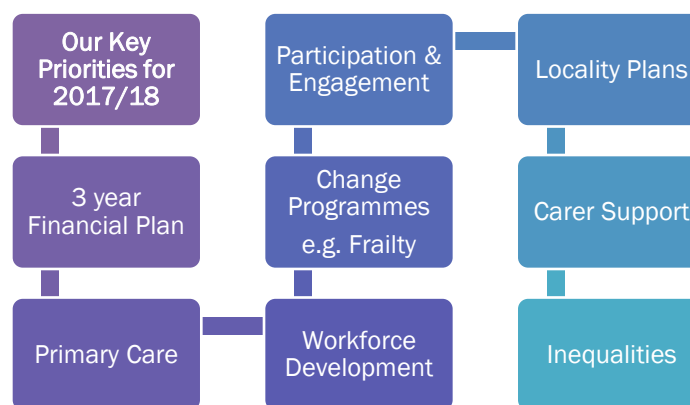 Our Key
Priorities for
2017/18
3 year
Financial Plan
Primary Care
Workforce
Development
Change
Programmes
e.g. Frailty
Participation &
Engagement
Locality Plans
Carer Support
Inequalities